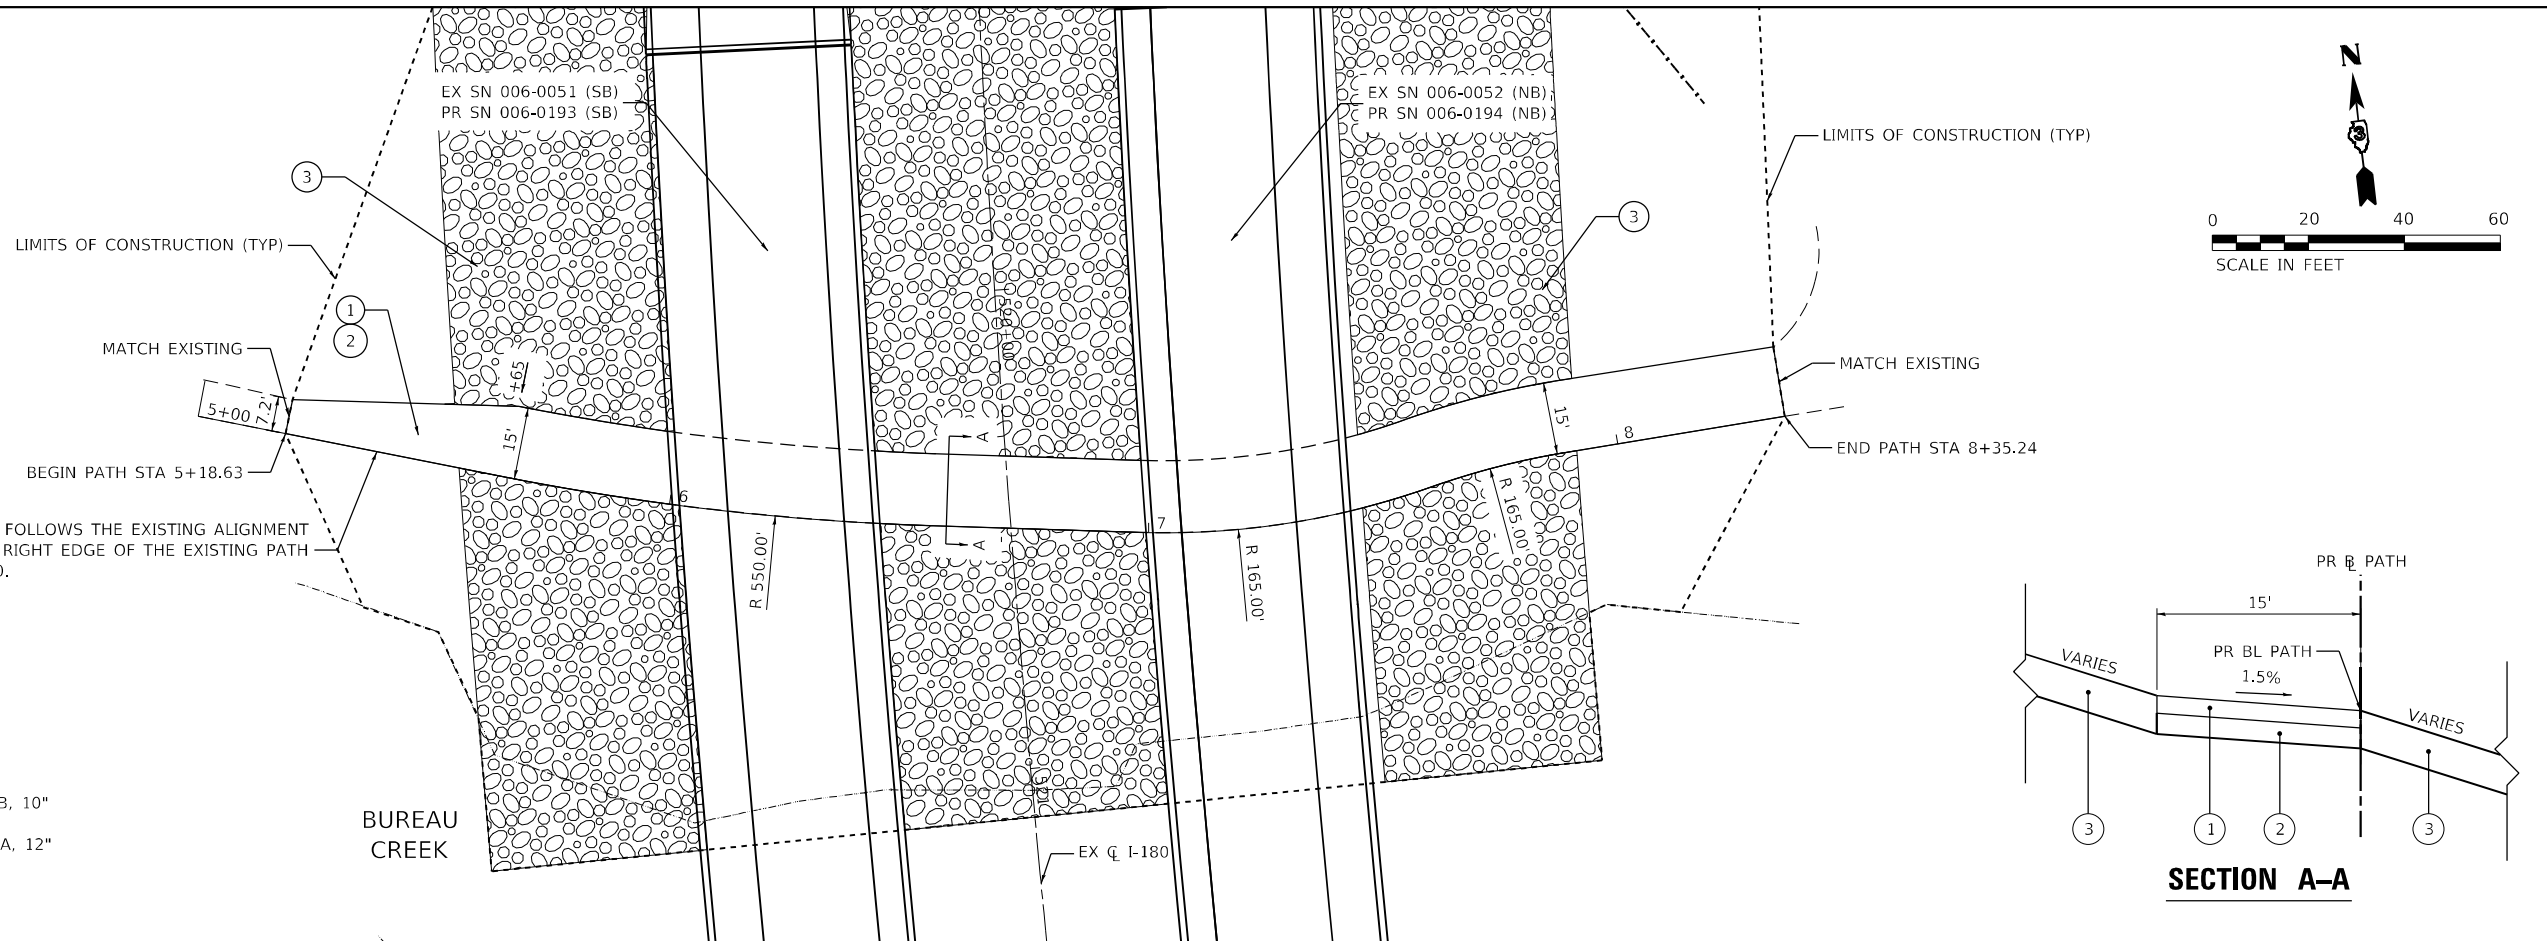 EX SN 006-0051 (SB)
PR SN 006-0193 (SB)
EX SN 006-0052 (NB)
PR SN 006-0194 (NB)
LIMITS OF CONSTRUCTION (TYP)
N
3
0 20 40 60
SCALE IN FEET
3
3
LIMITS OF CONSTRUCTION (TYP)
1
2
MATCH EXISTING
5+00
7.2'
+65
15'
BEGIN PATH STA 5+18.63
FOLLOWS THE EXISTING ALIGNMENT
RIGHT EDGE OF THE EXISTING PATH
6
R 550.00'
A
A
7
R 165.00'
R 165.00'
15'
8
MATCH EXISTING
END PATH STA 8+35.24
521
EX ℄ I-180
BUREAU
CREEK
B, 10"
A, 12"
PR BL PATH
15'
PR BL PATH
1.5%
VARIES
VARIES
3
1
2
3
SECTION A-A